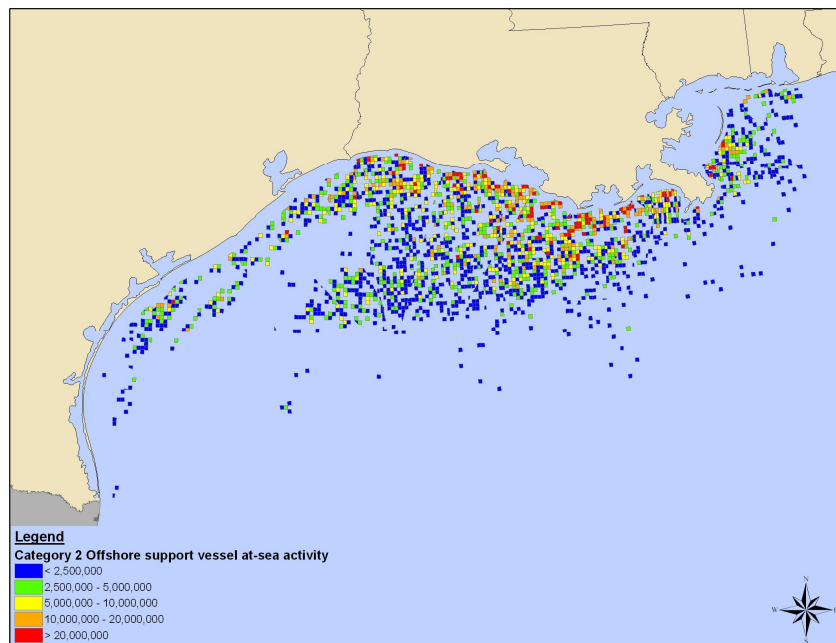 Legend
Category 2 Offshore support vessel at-sea activity
< 2,500,000
2,500,000 - 5,000,000
5,000,000 - 10,000,000
10,000,000 - 20,000,000
> 20,000,000
N
W
E
S